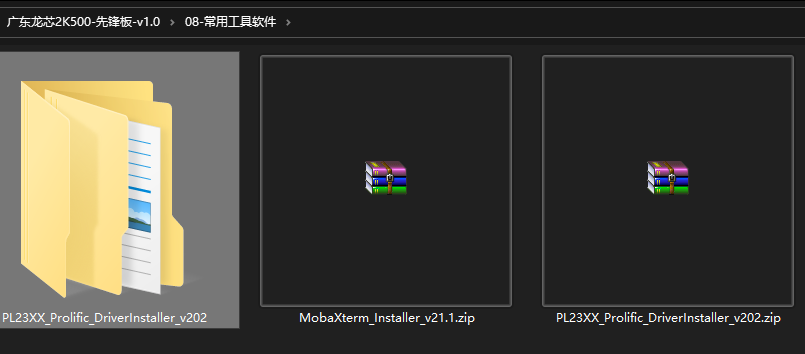 广东龙芯2K500-先锋板-v1.0 › 08-常用工具软件 ›
PL23XX_Prolific_DriverInstaller_v202
MobaXterm_Installer_v21.1.zip
PL23XX_Prolific_DriverInstaller_v202.zip